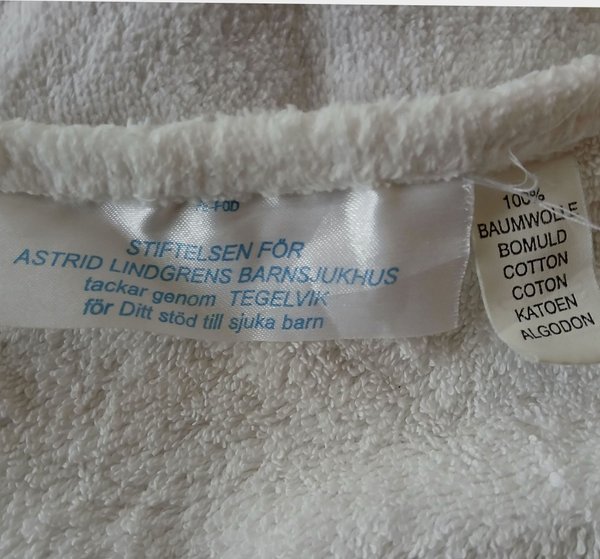 STIFTELSEN FÖR
ASTRID LINDGRENS BARNSJUKHUS
tackar genom TEGELVIK
för Ditt stöd till sjuka barn
100%
BAUMWOLLE
BOMULD
COTTON
COTON
KATOEN
ALGODON